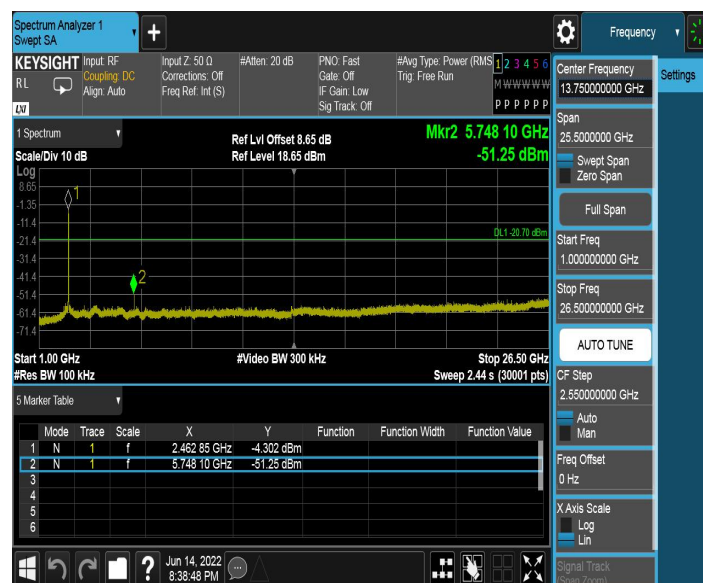 Spectrum Analyzer 1
Swept SA
+
Frequency
KEYSIGHT
RL
LXI
Input: RF
Coupling: DC
Align: Auto
Input Z: 50 Ω
Corrections: Off
Freq Ref: Int (S)
#Atten: 20 dB
PNO: Fast
Gate: Off
IF Gain: Low
Sig Track: Off
#Avg Type: Power (RMS
Trig: Free Run
1 2 3 4 5 6
M W W W W W
P P P P P P
Center Frequency
13.750000000 GHz
Settings
Span
25.5000000 GHz
Swept Span
Zero Span
Full Span
Start Freq
1.000000000 GHz
Stop Freq
26.500000000 GHz
AUTO TUNE
CF Step
2.550000000 GHz
Auto
Man
Freq Offset
0 Hz
X Axis Scale
Log
Lin
Signal Track
(Span Zoom)
1 Spectrum
Scale/Div 10 dB
Ref Lvl Offset 8.65 dB
Ref Level 18.65 dBm
Mkr2 5.748 10 GHz
-51.25 dBm
Log
8.65
-1.35
-11.4
-21.4
-31.4
-41.4
-51.4
-61.4
-71.4
1
2
DL1 -20.70 dBm
Start 1.00 GHz
#Res BW 100 kHz
#Video BW 300 kHz
Stop 26.50 GHz
Sweep 2.44 s (30001 pts)
5 Marker Table
Mode Trace Scale X Y Function Function Width Function Value
1 N 1 f 2.462 85 GHz -4.302 dBm
2 N 1 f 5.748 10 GHz -51.25 dBm
3
4
5
6
?
Jun 14, 2022
8:38:48 PM